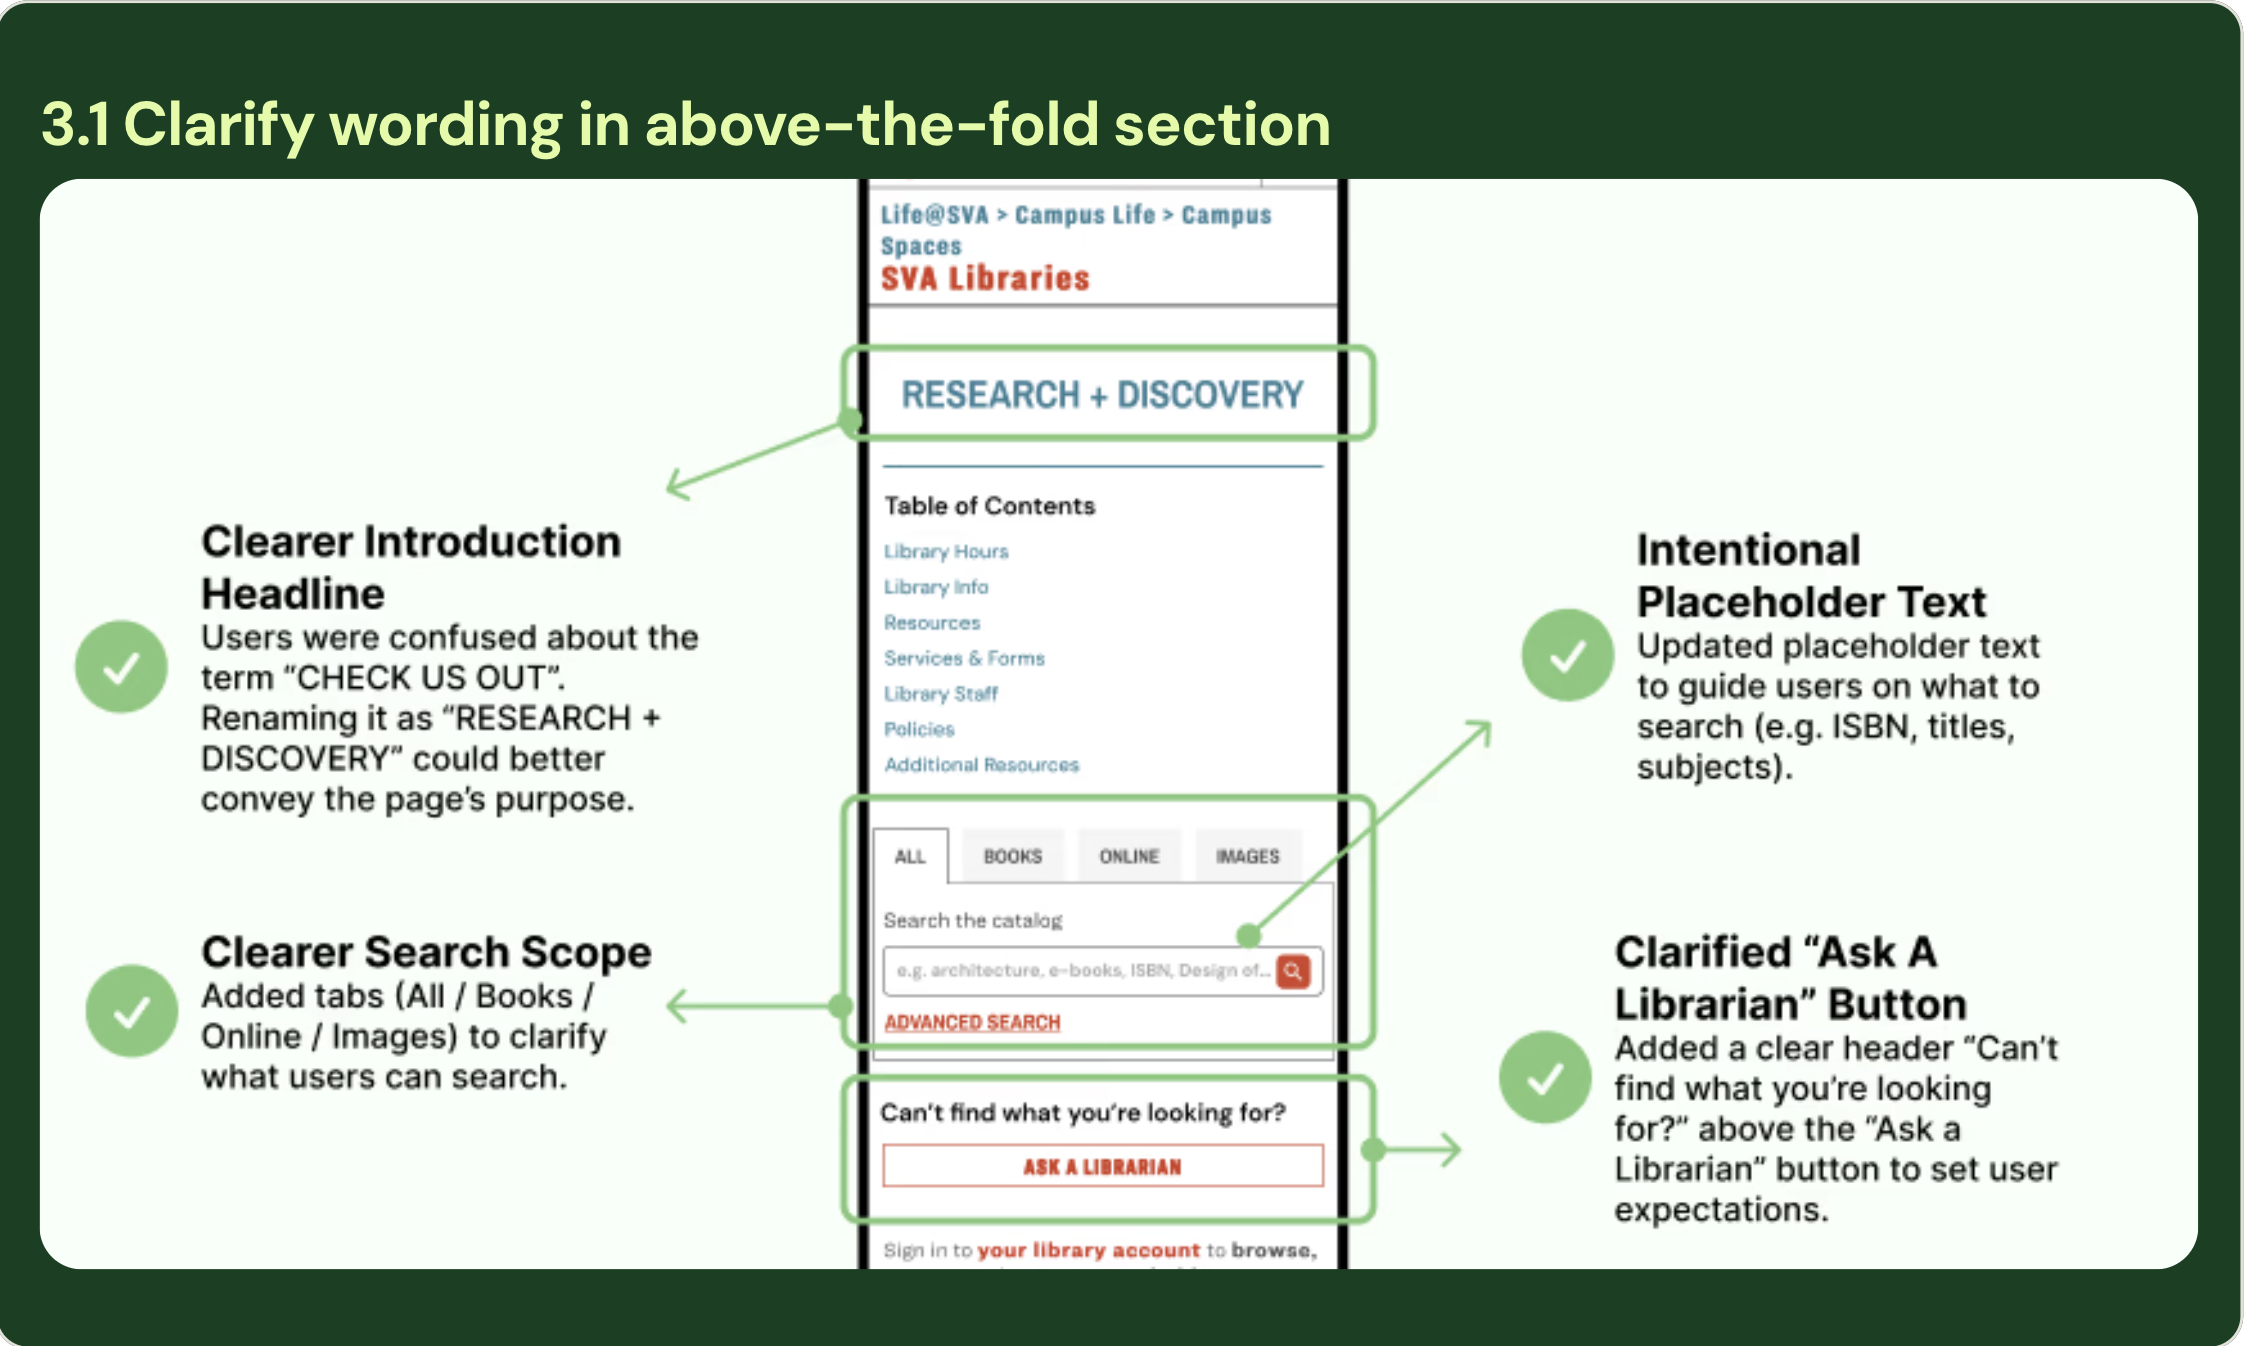 3.1 Clarify wording in above-the-fold section
Life@SVA > Campus Life > Campus
Spaces
SVA Libraries
RESEARCH + DISCOVERY
Table of Contents
Library Hours
Library Info
Resources
Services & Forms
Library Staff
Policies
Additional Resources
ALL
BOOKS
ONLINE
IMAGES
Search the catalog
e.g. architecture, e-books, ISBN, Design of...
ADVANCED SEARCH
Can't find what you're looking for?
ASK A LIBRARIAN
Sign in to your library account to browse,
Clearer Introduction
Headline
Users were confused about the
term “CHECK US OUT”.
Renaming it as “RESEARCH +
DISCOVERY” could better
convey the page's purpose.
Clearer Search Scope
Added tabs (All / Books /
Online / Images) to clarify
what users can search.
Intentional
Placeholder Text
Updated placeholder text
to guide users on what to
search (e.g. ISBN, titles,
subjects).
Clarified “Ask A
Librarian” Button
Added a clear header “Can't
find what you're looking
for?” above the “Ask a
Librarian” button to set user
expectations.